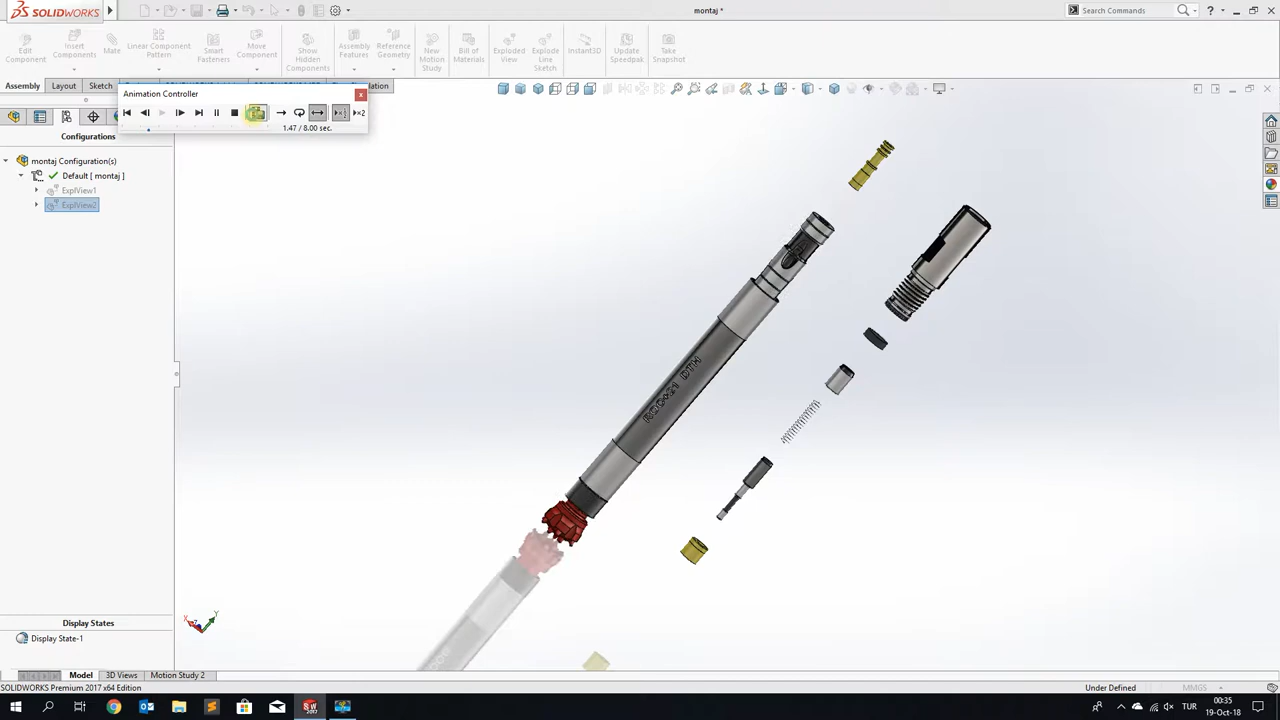 SOLIDWORKS
montaj *
Search Commands
Edit Component
Insert Components
Mate
Linear Component Pattern
Smart Fasteners
Move Component
Show Hidden Components
Assembly Features
Reference Geometry
New Motion Study
Bill of Materials
Exploded View
Explode Line Sketch
Instant3D
Update Speedpak
Take Snapshot
Assembly
Layout
Sketch
Animation Controller
x2
1.47 / 8.00 sec.
Configurations
montaj Configuration(s)
Default [ montaj ]
ExplView1
ExplView2
Display States
Display State-1
Model
3D Views
Motion Study 2
SOLIDWORKS Premium 2017 x64 Edition
Under Defined
MMGS
TUR
00:35
19-Oct-18